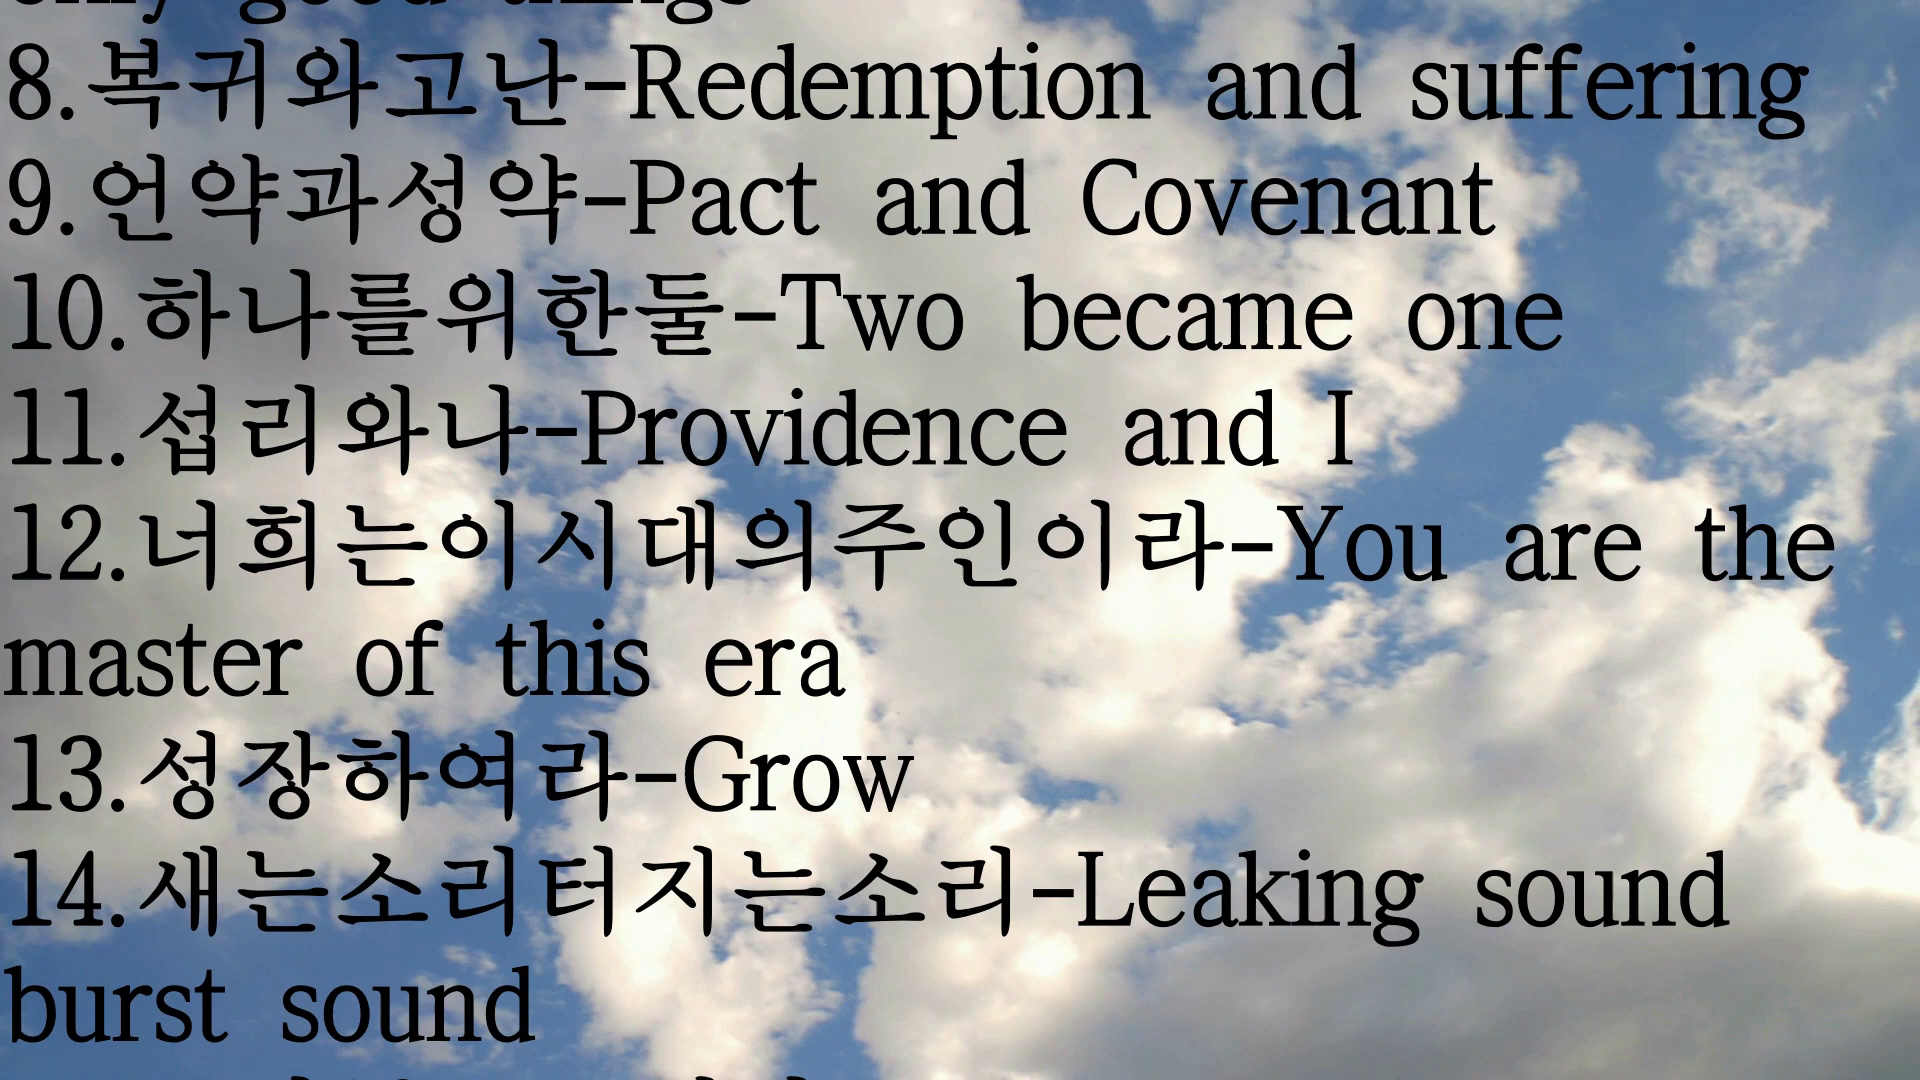 only good things
8.복귀와고난-Redemption and suffering
9.언약과성약-Pact and Covenant
10.하나를위한둘-Two became one
11.섭리와나-Providence and I
12.너희는이시대의주인이라-You are the
master of this era
13.성장하여라-Grow
14.새는소리터지는소리-Leaking sound
burst sound